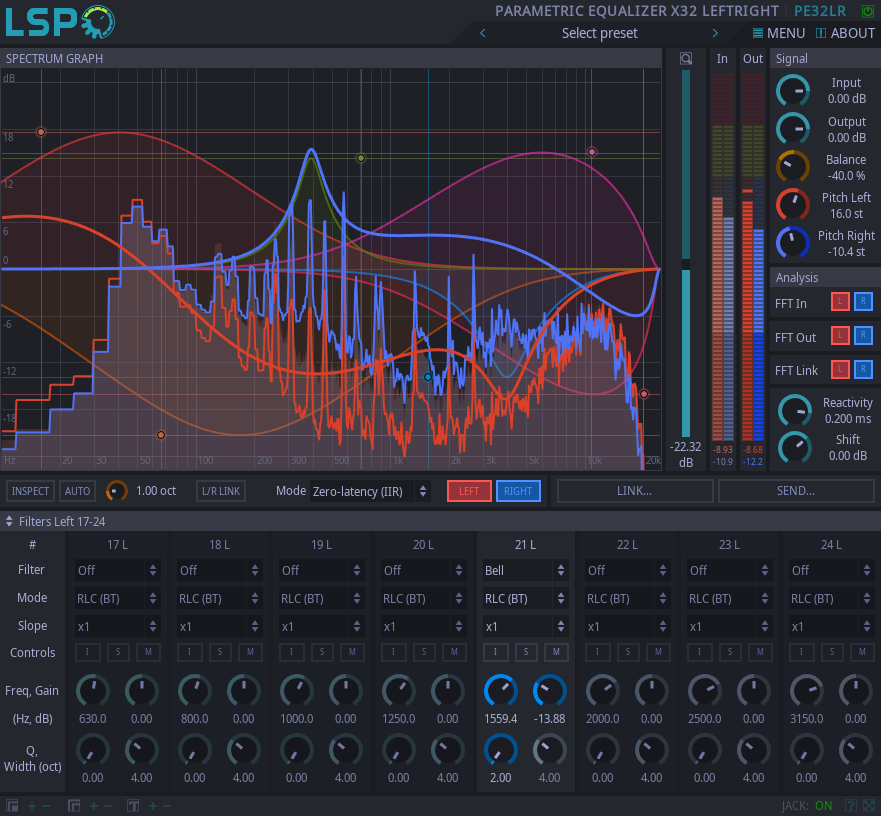 LSP PARAMETRIC EQUALIZER X32 LEFTRIGHT PE32LR
Select preset MENU ABOUT
SPECTRUM GRAPH In Out Signal
dB
18
12
6
0
-6
-12
-18
Hz 20 30 50 100 200 300 500 1k 2k 3k 5k 10k 20k
-22.32
dB
-8.93 -8.68
-10.9 -12.2
Input
0.00 dB
Output
0.00 dB
Balance
-40.0 %
Pitch Left
16.0 st
Pitch Right
-10.4 st
Analysis
FFT In L R
FFT Out L R
FFT Link L R
Reactivity
0.200 ms
Shift
0.00 dB
INSPECT AUTO 1.00 oct L/R LINK Mode Zero-latency (IIR) LEFT RIGHT LINK... SEND...
Filters Left 17-24
# 17 L 18 L 19 L 20 L 21 L 22 L 23 L 24 L
Filter Off Off Off Off Bell Off Off Off
Mode RLC (BT) RLC (BT) RLC (BT) RLC (BT) RLC (BT) RLC (BT) RLC (BT) RLC (BT)
Slope x1 x1 x1 x1 x1 x1 x1 x1
Controls I S M I S M I S M I S M I S M I S M I S M I S M
Freq, Gain
(Hz, dB) 630.0 0.00 800.0 0.00 1000.0 0.00 1250.0 0.00 1559.4 -13.88 2000.0 0.00 2500.0 0.00 3150.0 0.00
Q,
Width (oct)
0.00 4.00 0.00 4.00 0.00 4.00 0.00 4.00 2.00 4.00 0.00 4.00 0.00 4.00 0.00 4.00
JACK: ON ?